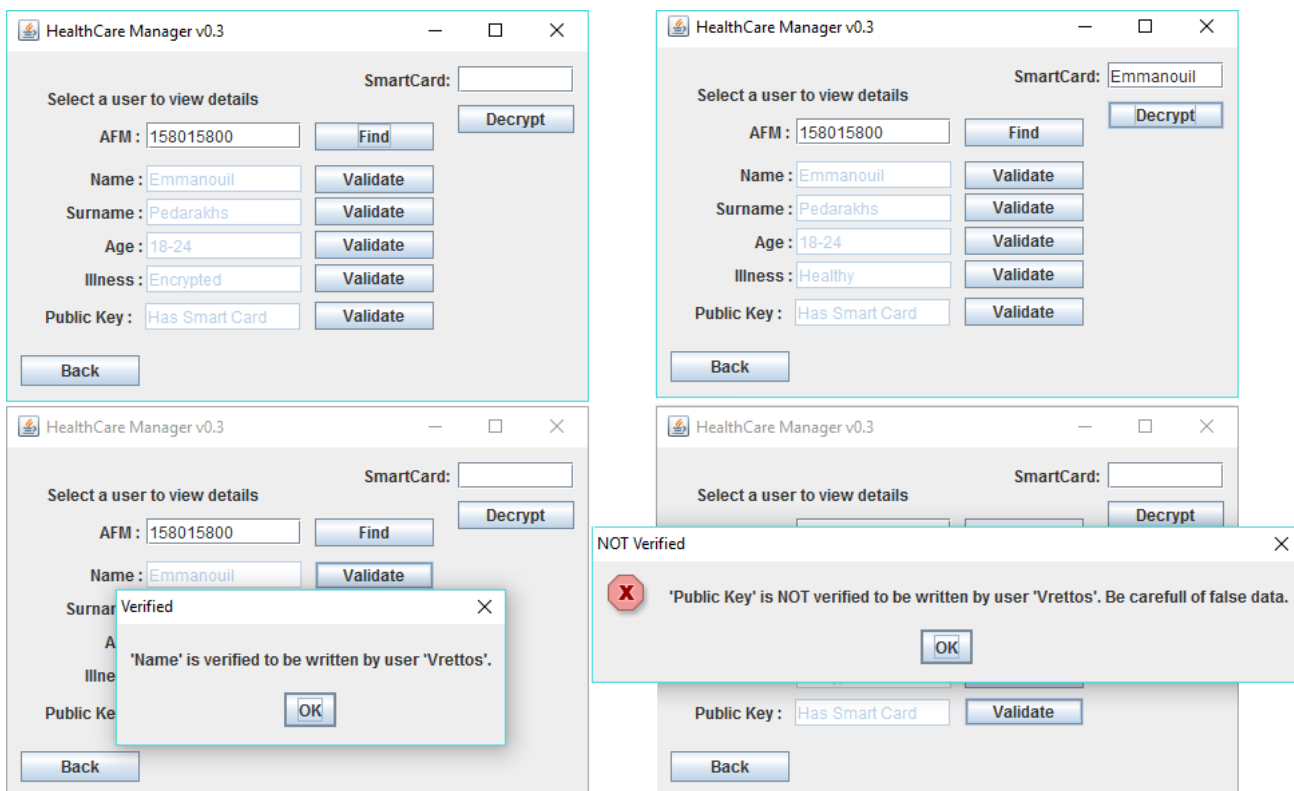 HealthCare Manager v0.3
SmartCard:
Select a user to view details
Decrypt
AFM : 158015800 Find
Name : Emmanouil Validate
Surname : Pedarakhs Validate
Age : 18-24 Validate
Illness : Encrypted Validate
Public Key : Has Smart Card Validate
Back
HealthCare Manager v0.3
SmartCard: Emmanouil
Select a user to view details
Decrypt
AFM : 158015800 Find
Name : Emmanouil Validate
Surname : Pedarakhs Validate
Age : 18-24 Validate
Illness : Healthy Validate
Public Key : Has Smart Card Validate
Back
HealthCare Manager v0.3
SmartCard:
Select a user to view details
Decrypt
AFM : 158015800 Find
Name : Emmanouil Validate
Surnar
Verified
A
'Name' is verified to be written by user 'Vrettos'.
Illne
OK
Public Ke
Back
HealthCare Manager v0.3
SmartCard:
Select a user to view details
Decrypt
NOT Verified
X
'Public Key' is NOT verified to be written by user 'Vrettos'. Be carefull of false data.
OK
Public Key : Has Smart Card Validate
Back